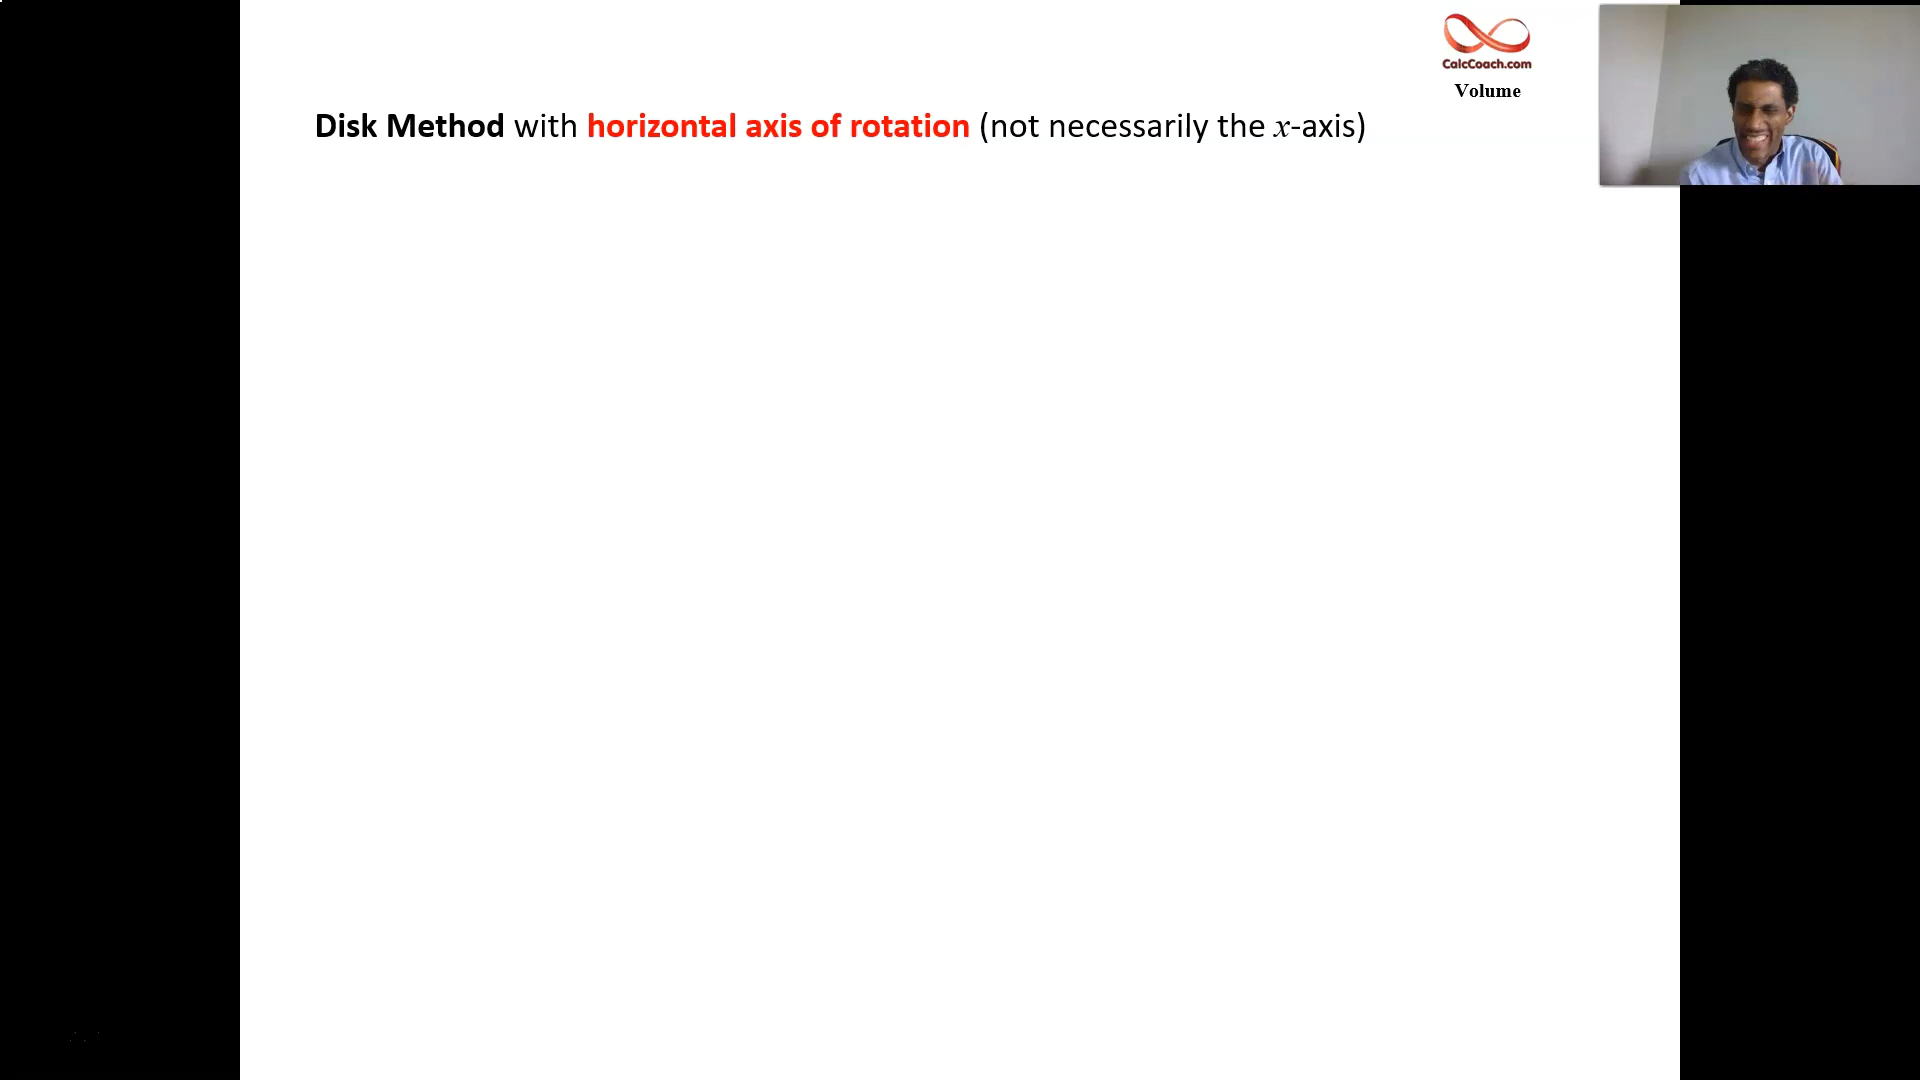 CalcCoach.com
Volume
Disk Method with horizontal axis of rotation (not necessarily the x-axis)